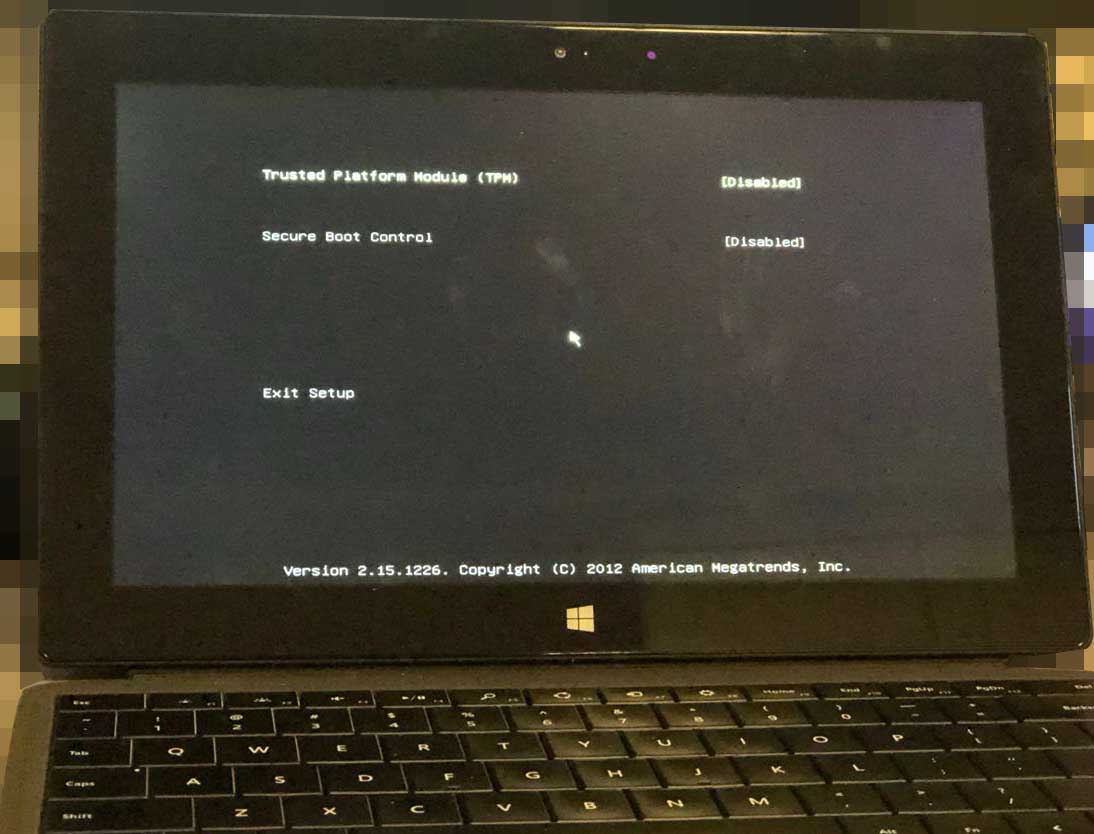 Trusted Platform Module (TPM) [Disabled]
Secure Boot Control [Disabled]
Exit Setup
Version 2.15.1226. Copyright (C) 2012 American Megatrends, Inc.
Esc Home End PgUp PgDn Del
~ ! @ # $ % ^ & ( )
1 2 3 4 5 6 7 8 9 0
Tab Q W E R T Y U I O P
Caps A S D F G H J K L
Shift Z X C V B N M
Alt Fn